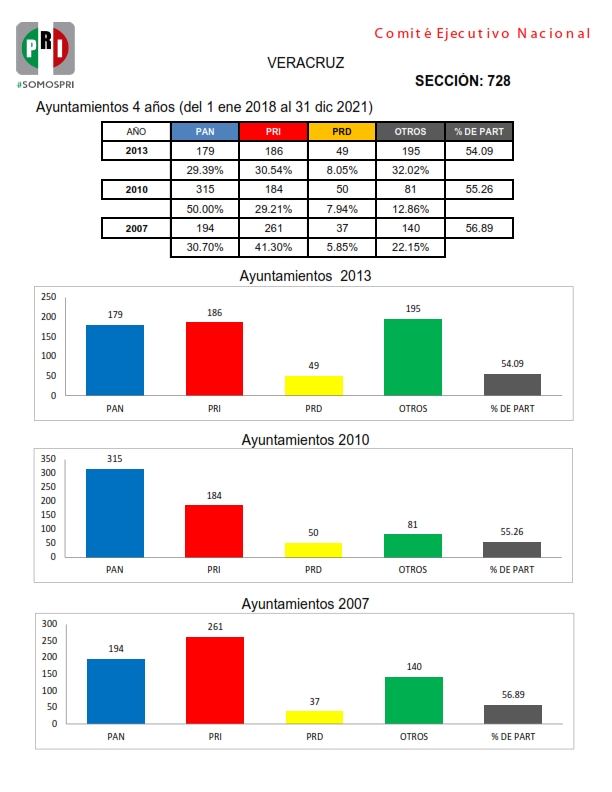 Comité Ejecutivo Nacional
PRI
#SOMOSPRI
VERACRUZ
SECCIÓN: 728
Ayuntamientos 4 años (del 1 ene 2018 al 31 dic 2021)
AÑO PAN PRI PRD OTROS % DE PART
2013 179 186 49 195 54.09
29.39% 30.54% 8.05% 32.02%
2010 315 184 50 81 55.26
50.00% 29.21% 7.94% 12.86%
2007 194 261 37 140 56.89
30.70% 41.30% 5.85% 22.15%
Ayuntamientos 2013
250
200
150
100
50
0
179 186 49 195 54.09
PAN PRI PRD OTROS % DE PART
Ayuntamientos 2010
350
300
250
200
150
100
50
0
315 184 50 81 55.26
PAN PRI PRD OTROS % DE PART
Ayuntamientos 2007
300
250
200
150
100
50
0
194 261 37 140 56.89
PAN PRI PRD OTROS % DE PART